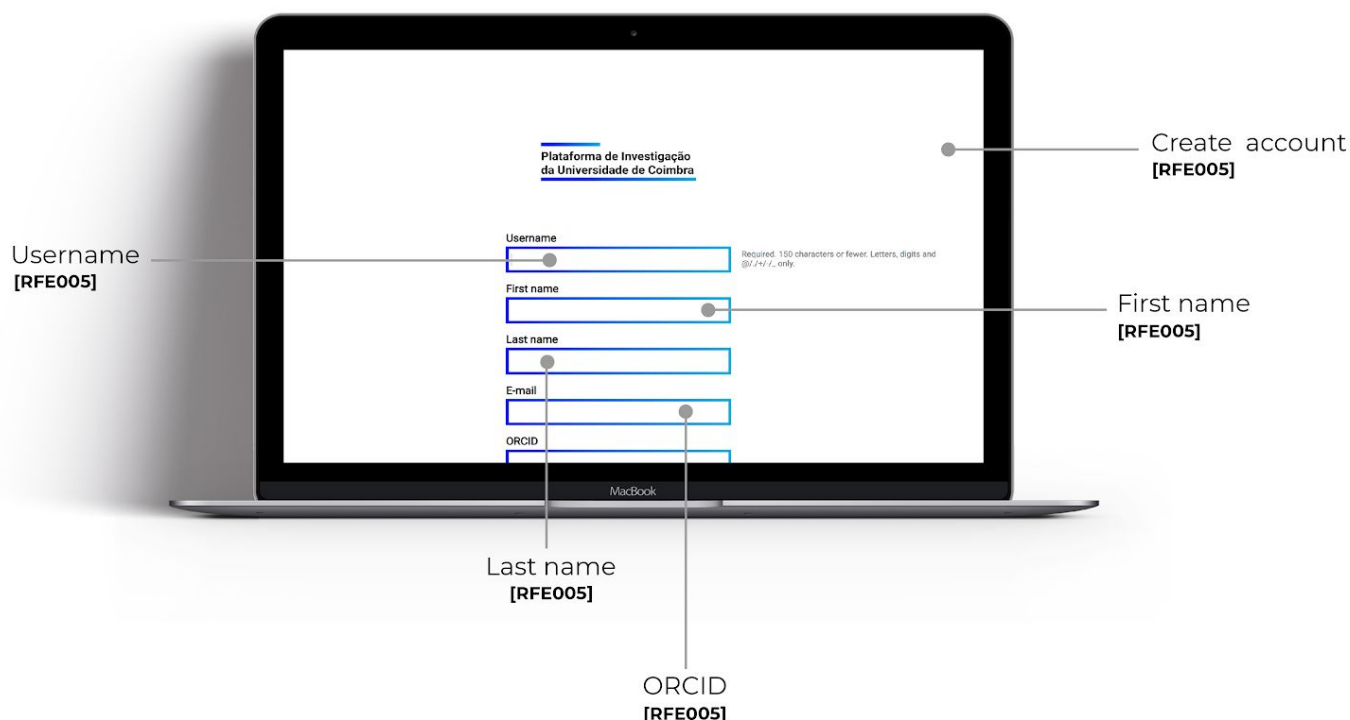 Plataforma de Investigação
da Universidade de Coimbra
Create account
[RFE005]
Username
Required. 150 characters or fewer. Letters, digits and
@/./+/-/_ only.
Username
[RFE005]
First name
First name
[RFE005]
Last name
E-mail
ORCID
MacBook
Last name
[RFE005]
ORCID
[RFE005]